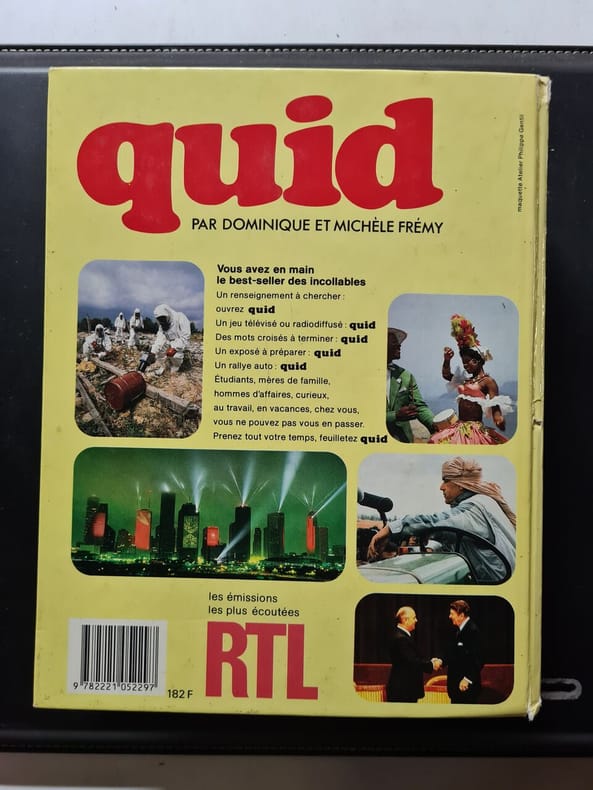 quid
PAR DOMINIQUE ET MICHÈLE FRÉMY
maquette Atelier Philippe Gentil
Vous avez en main
le best-seller des incollables
Un renseignement à chercher :
ouvrez quid
Un jeu télévisé ou radiodiffusé : quid
Des mots croisés à terminer : quid
Un exposé à préparer : quid
Un rallye auto : quid
Étudiants, mères de famille,
hommes d'affaires, curieux,
au travail, en vacances, chez vous,
vous ne pouvez pas vous en passer.
Prenez tout votre temps, feuilletez quid
les émissions
les plus écoutées
RTL
9 782221 052297
182 F